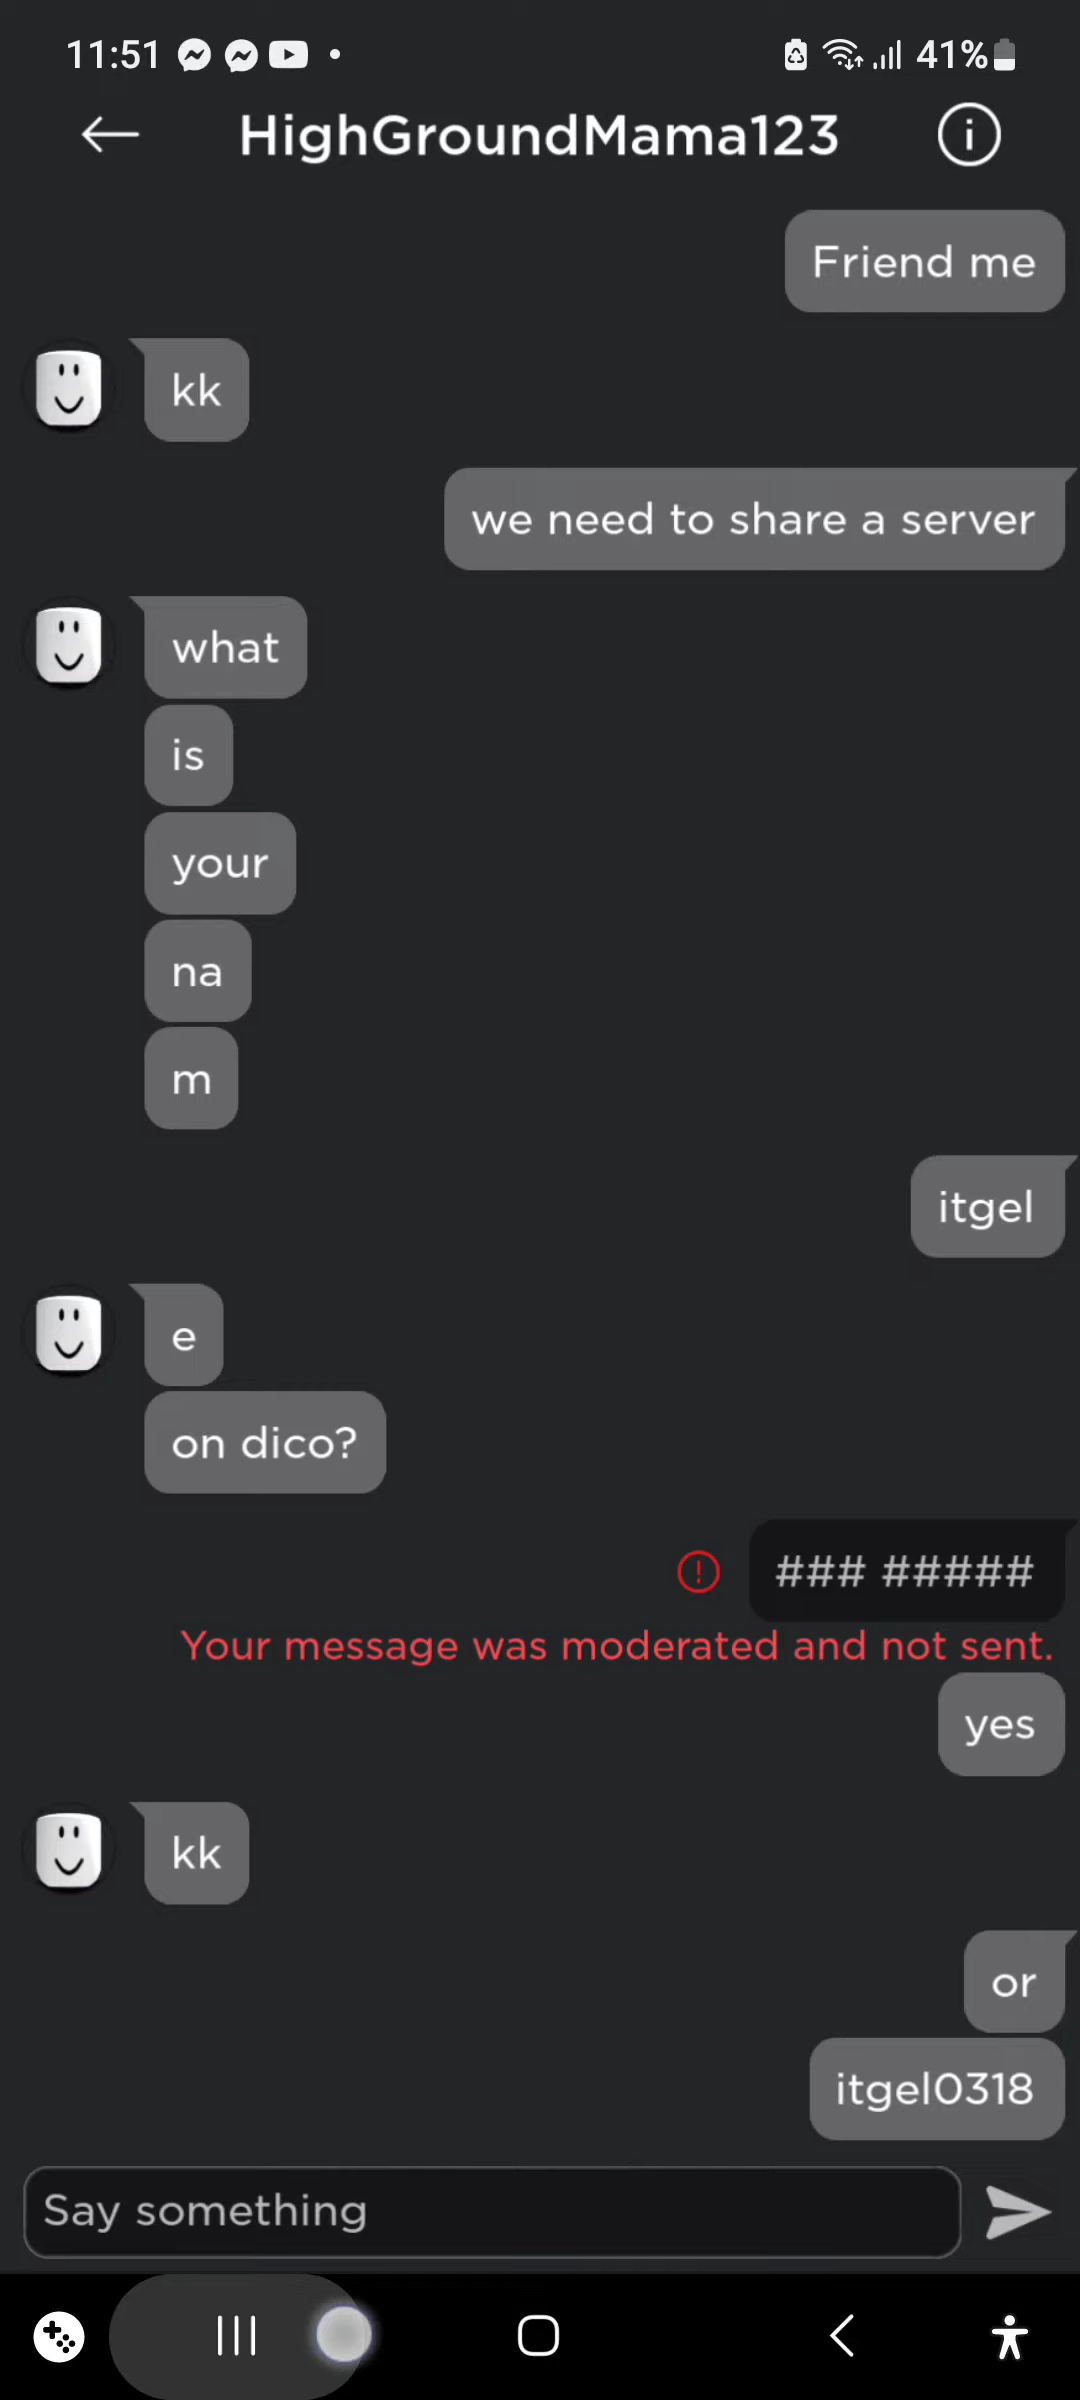 11:51
41%
HighGroundMama123
Friend me
kk
we need to share a server
what
is
your
na
m
itgel
e
on dico?
### #####
Your message was moderated and not sent.
yes
kk
or
itgel0318
Say something